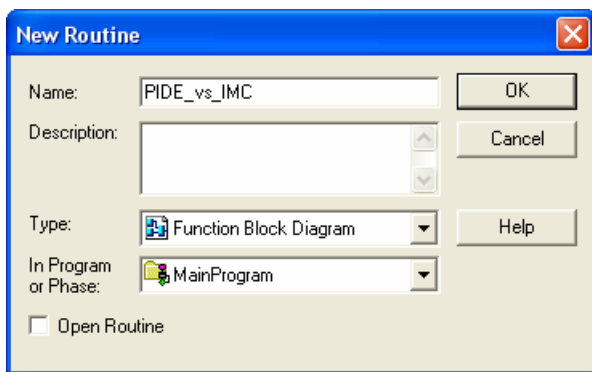 New Routine
Name: PIDE_vs_IMC OK
Description: Cancel
Type: Function Block Diagram Help
In Program
or Phase: MainProgram
Open Routine